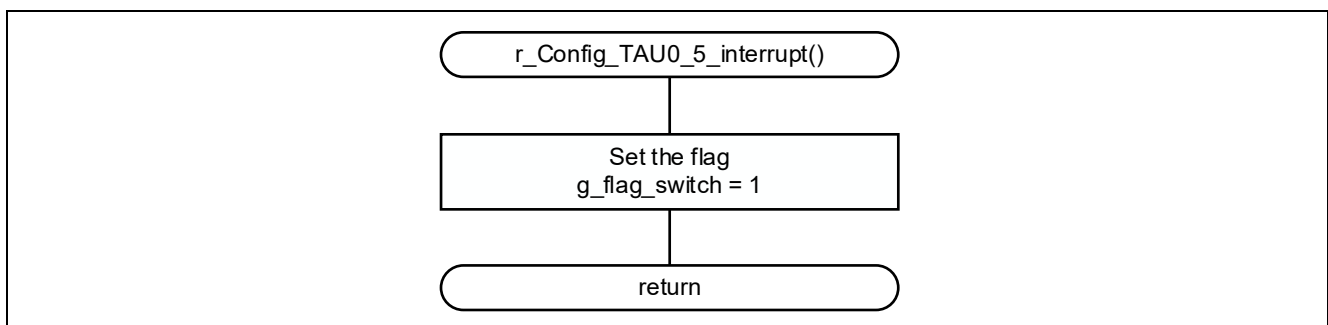 r_Config_TAU0_5_interrupt()
Set the flag
g_flag_switch = 1
return